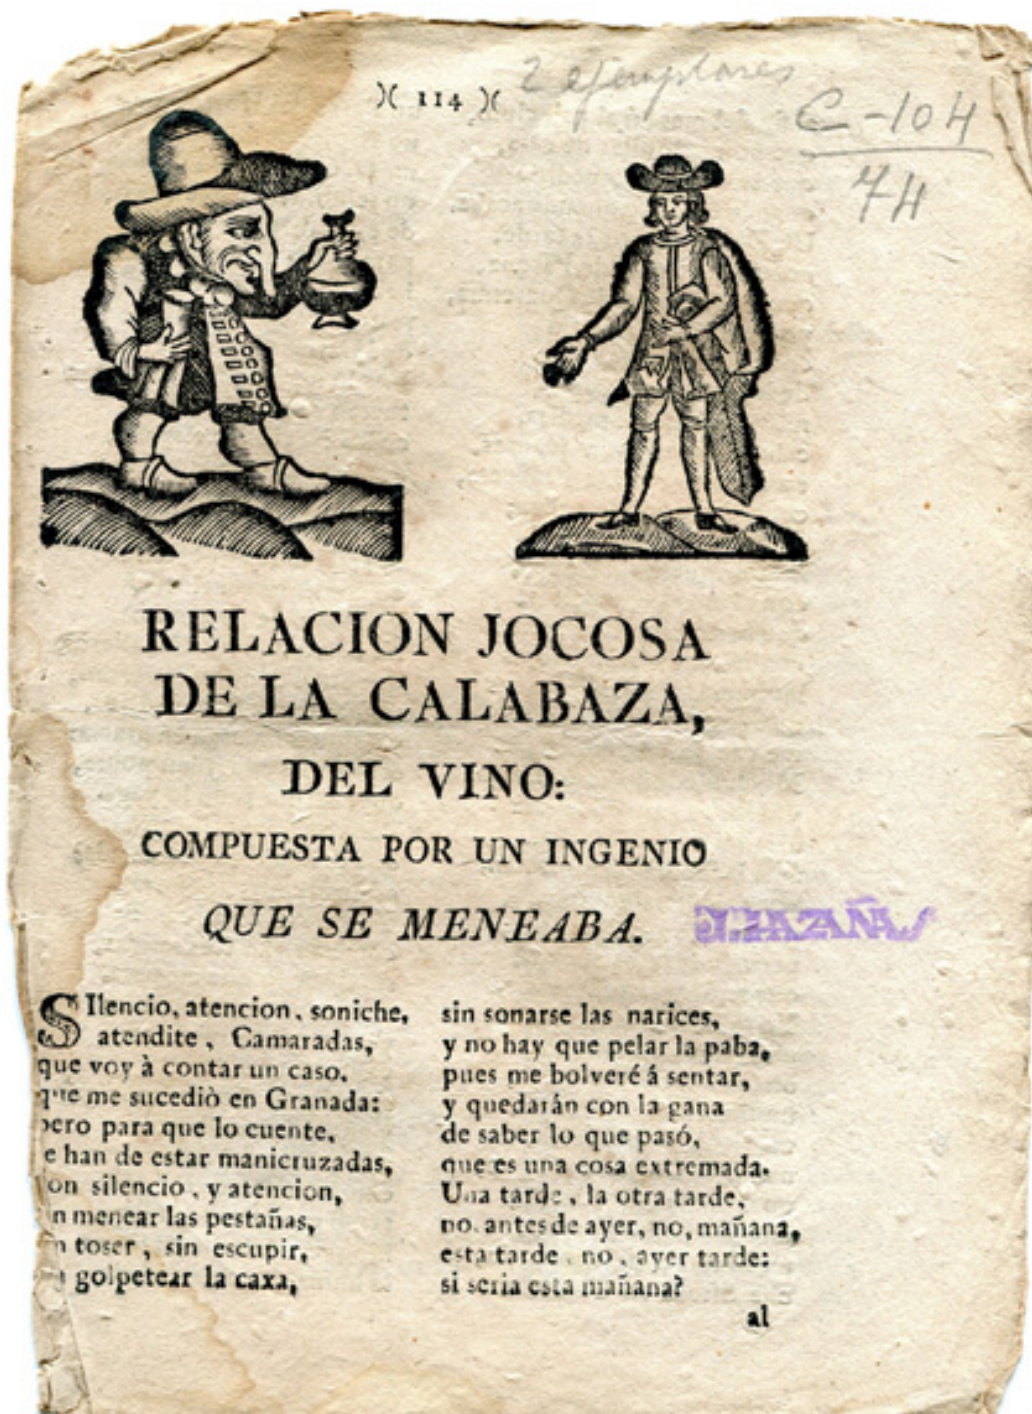 )( 114 )(
2 ejemplares
C-104
74
RELACION JOCOSA
DE LA CALABAZA,
DEL VINO:
COMPUESTA POR UN INGENIO
QUE SE MENEABA.
SIlencio, atencion, soniche,
atendite, Camaradas,
que voy à contar un caso,
que me sucediò en Granada:
pero para que lo cuente,
e han de estar manicruzadas,
on silencio, y atencion,
n menear las pestañas,
n toser, sin escupir,
golpetear la caxa,
sin sonarse las narices,
y no hay que pelar la paba,
pues me bolveré á sentar,
y quedarán con la gana
de saber lo que pasó,
que es una cosa extremada.
Una tarde, la otra tarde,
no, antes de ayer, no, mañana,
esta tarde, no, ayer tarde:
si seria esta mañana?
al